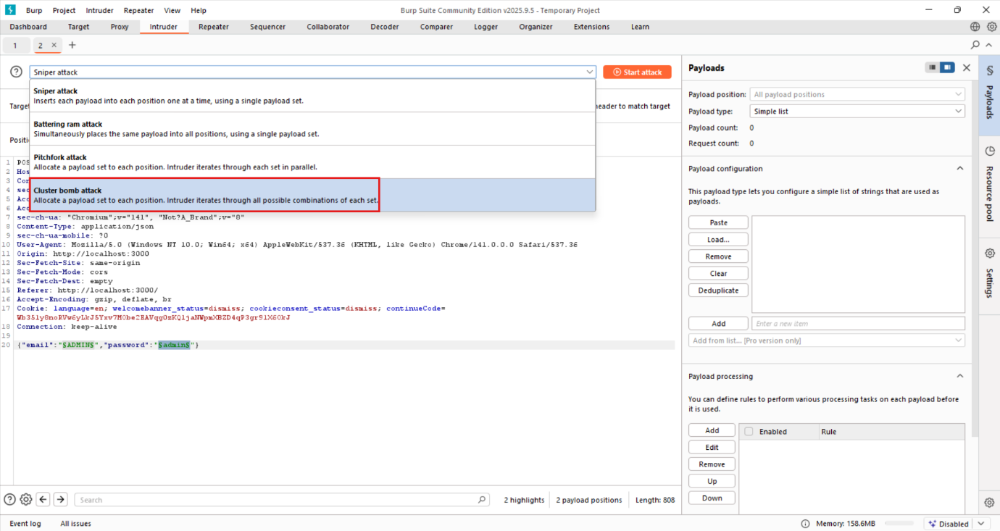 Burp Project Intruder Repeater View Help Burp Suite Community Edition v2025.9.5 - Temporary Project
Dashboard Target Proxy Intruder Repeater Sequencer Collaborator Decoder Comparer Logger Organizer Extensions Learn
1 2
Sniper attack Start attack
Sniper attack
Inserts each payload into each position one at a time, using a single payload set.
Battering ram attack
Simultaneously places the same payload into all positions, using a single payload set.
Pitchfork attack
Allocate a payload set to each position. Intruder iterates through each set in parallel.
Cluster bomb attack
Allocate a payload set to each position. Intruder iterates through all possible combinations of each set.
Targe header to match target
Positi
1 POS
2 Hos
3 Con
4 sec
5 Acc
6 Acc
7 sec-ch-ua: "Chromium";v="141", "Not?A_Brand";v="8"
8 Content-Type: application/json
9 sec-ch-ua-mobile: ?0
10 User-Agent: Mozilla/5.0 (Windows NT 10.0; Win64; x64) AppleWebKit/537.36 (KHTML, like Gecko) Chrome/141.0.0.0 Safari/537.36
11 Origin: http://localhost:3000
12 Sec-Fetch-Site: same-origin
13 Sec-Fetch-Mode: cors
14 Sec-Fetch-Dest: empty
15 Referer: http://localhost:3000/
16 Accept-Encoding: gzip, deflate, br
17 Cookie: language=en; welcomebanner_status=dismiss; cookieconsent_status=dismiss; continueCode=
18 Connection: keep-alive
19
20 {"email":"§ADMIN§","password":"§admin§"}
Search 2 highlights 2 payload positions Length: 808
Payloads
Payload position: All payload positions
Payload type: Simple list
Payload count: 0
Request count: 0
Payload configuration
This payload type lets you configure a simple list of strings that are used as
payloads.
Paste
Load...
Remove
Clear
Deduplicate
Add Enter a new item
Add from list... [Pro version only]
Payload processing
You can define rules to perform various processing tasks on each payload before
it is used.
Add Enabled Rule
Edit
Remove
Up
Down
§ Payloads
Resource pool
Settings
Event log All issues Memory: 158.6MB Disabled